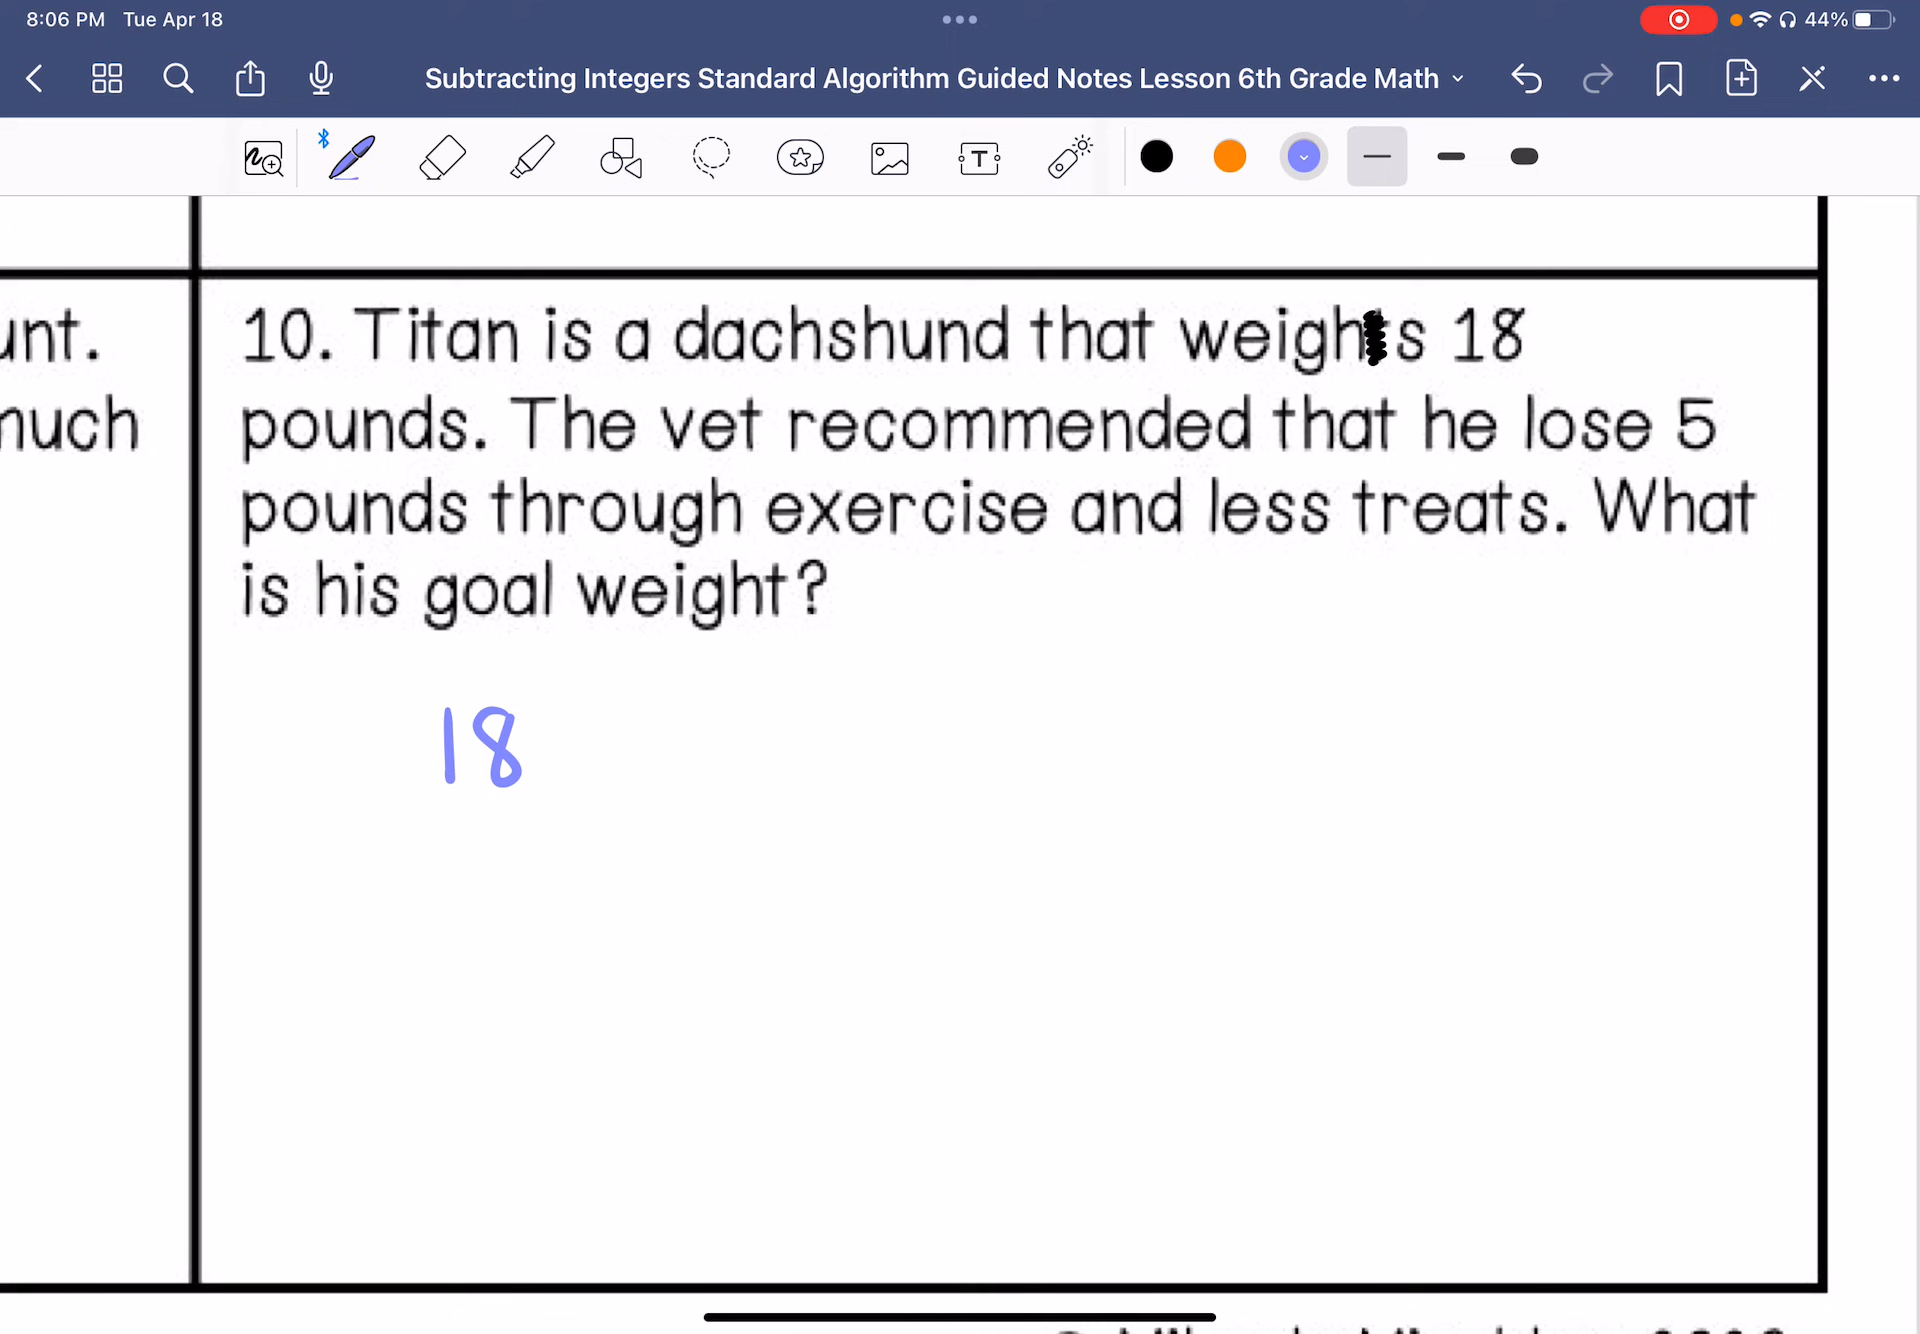 8:06 PM Tue Apr 18
44%
Subtracting Integers Standard Algorithm Guided Notes Lesson 6th Grade Math
T
unt.
much
10. Titan is a dachshund that weighs 18
pounds. The vet recommended that he lose 5
pounds through exercise and less treats. What
is his goal weight?
18